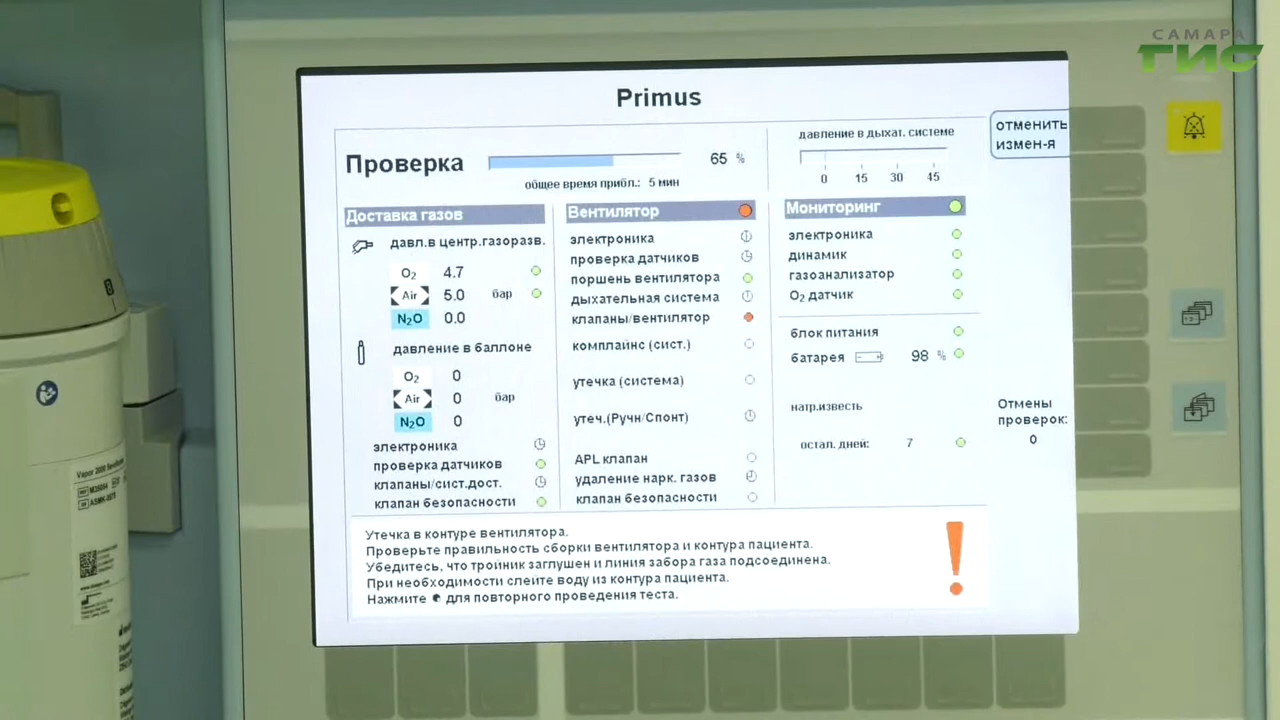 САМАРА
ГИС
Primus
отменить
измен-я
Проверка
65 %
общее время прибл.: 5 мин
давление в дыхат. системе
0 15 30 45
Доставка газов
давл.в центр.газоразв.
O2 4.7
Air 5.0 бар
N2O 0.0
давление в баллоне
O2 0
Air 0 бар
N2O 0
электроника
проверка датчиков
клапаны/сист.дост.
клапан безопасности
Вентилятор
электроника
проверка датчиков
поршень вентилятора
дыхательная система
клапаны/вентилятор
комплайнс (сист.)
утечка (система)
утеч.(Ручн/Спонт)
APL клапан
удаление нарк. газов
клапан безопасности
Мониторинг
электроника
динамик
газоанализатор
O2 датчик
блок питания
батарея 98 %
натр.известь
остал. дней: 7
Отмены
проверок:
0
Утечка в контуре вентилятора.
Проверьте правильность сборки вентилятора и контура пациента.
Убедитесь, что тройник заглушен и линия забора газа подсоединена.
При необходимости слейте воду из контура пациента.
Нажмите для повторного проведения теста.